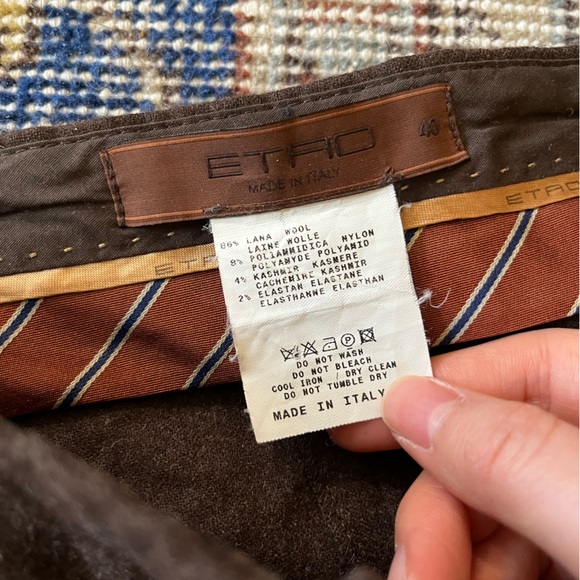 ETRO
MADE IN ITALY
40
ETRO
ETRO
86% LANA WOOL
LAINE WOLLE
8% POLIAMMIDICA NYLON
POLYAMYDE POLYAMID
4% KASHMIR KASMERE
CACHEMIRE KASHMIR
2% ELASTAN ELASTANE
ELASTHANNE ELASTHAN
P
DO NOT WASH
DO NOT BLEACH
COOL IRON / DRY CLEAN
DO NOT TUMBLE DRY
MADE IN ITALY